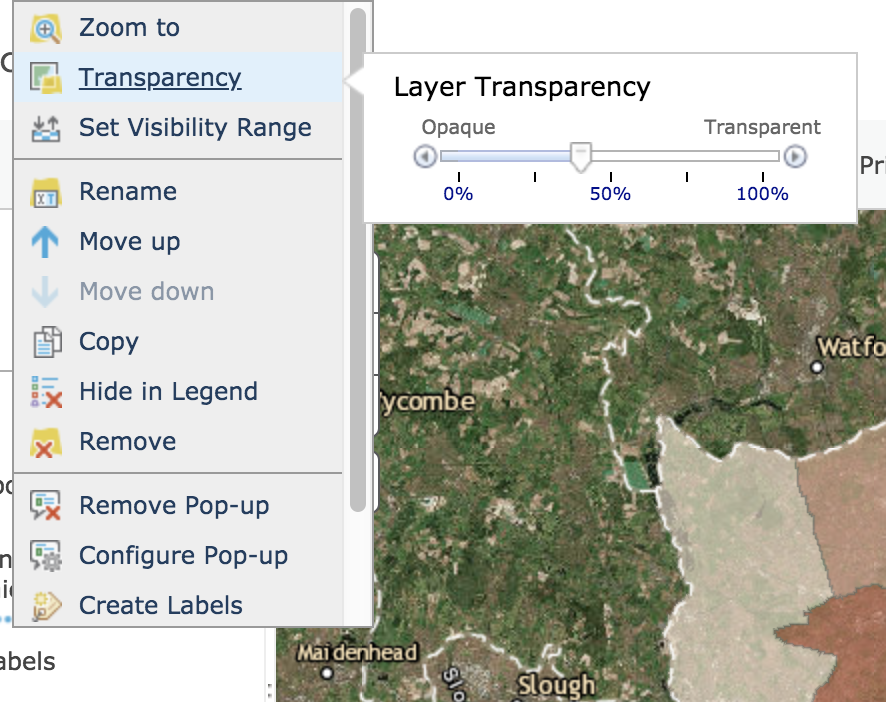 Zoom to
Transparency
Set Visibility Range
Rename
Move up
Move down
Copy
Hide in Legend
Remove
Remove Pop-up
Configure Pop-up
Create Labels
Layer Transparency
Opaque Transparent
0% 50% 100%
Pri
Watfo
ycombe
Maidenhead
Slo
Slough
abels